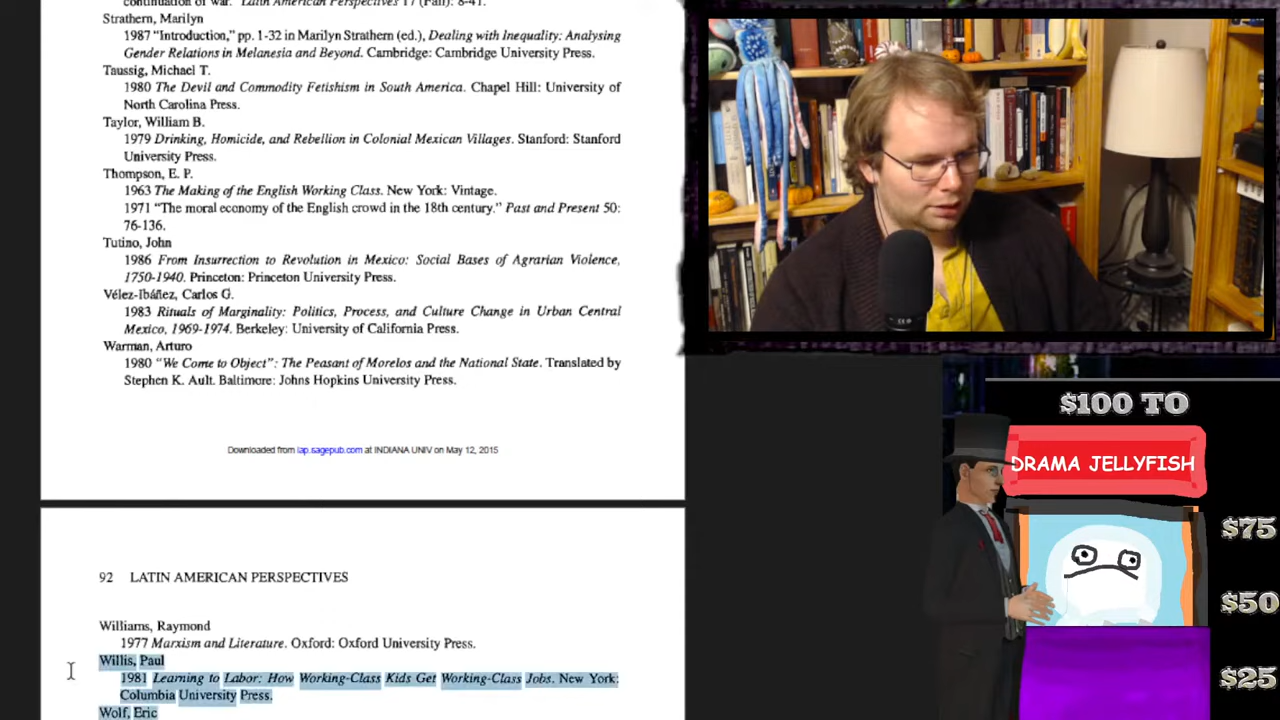 continuation of war." Latin American Perspectives 17 (Fall): 8-41.
Strathern, Marilyn
1987 "Introduction," pp. 1-32 in Marilyn Strathern (ed.), Dealing with Inequality: Analysing
Gender Relations in Melanesia and Beyond. Cambridge: Cambridge University Press.
Taussig, Michael T.
1980 The Devil and Commodity Fetishism in South America. Chapel Hill: University of
North Carolina Press.
Taylor, William B.
1979 Drinking, Homicide, and Rebellion in Colonial Mexican Villages. Stanford: Stanford
University Press.
Thompson, E. P.
1963 The Making of the English Working Class. New York: Vintage.
1971 "The moral economy of the English crowd in the 18th century." Past and Present 50:
76-136.
Tutino, John
1986 From Insurrection to Revolution in Mexico: Social Bases of Agrarian Violence,
1750-1940. Princeton: Princeton University Press.
Vélez-Ibáñez, Carlos G.
1983 Rituals of Marginality: Politics, Process, and Culture Change in Urban Central
Mexico, 1969-1974. Berkeley: University of California Press.
Warman, Arturo
1980 "We Come to Object": The Peasant of Morelos and the National State. Translated by
Stephen K. Ault. Baltimore: Johns Hopkins University Press.
Downloaded from lap.sagepub.com at INDIANA UNIV on May 12, 2015
92 LATIN AMERICAN PERSPECTIVES
Williams, Raymond
1977 Marxism and Literature. Oxford: Oxford University Press.
Willis, Paul
1981 Learning to Labor: How Working-Class Kids Get Working-Class Jobs. New York:
Columbia University Press.
Wolf, Eric
$100 TO
DRAMA JELLYFISH
$75
$50
$25